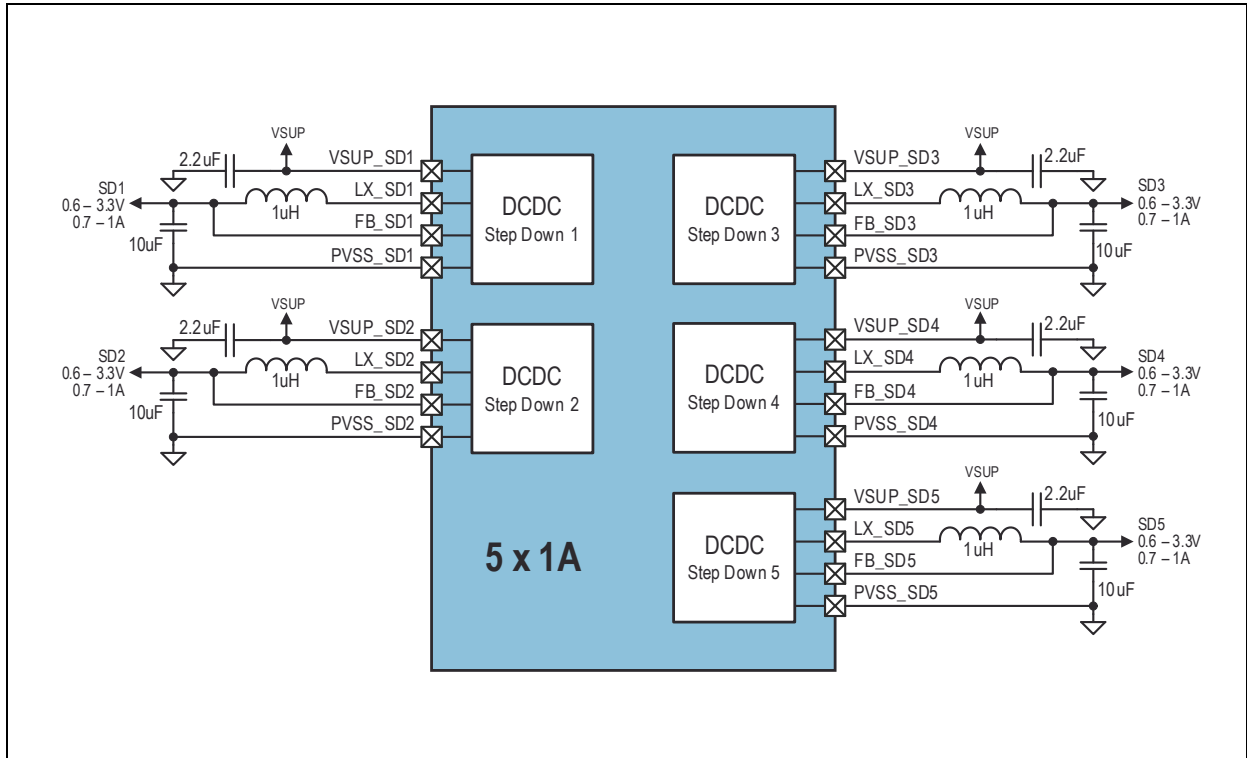 VSUP
2.2uF
VSUP_SD1
SD1
0.6 – 3.3V
0.7 – 1A
LX_SD1
1uH
FB_SD1
10uF
PVSS_SD1
DCDC
Step Down 1
VSUP
2.2uF
VSUP_SD2
SD2
0.6 – 3.3V
0.7 – 1A
LX_SD2
1uH
FB_SD2
10uF
PVSS_SD2
DCDC
Step Down 2
5 x 1A
DCDC
Step Down 3
VSUP_SD3
VSUP
2.2uF
LX_SD3
1uH
SD3
0.6 – 3.3V
0.7 – 1A
FB_SD3
10uF
PVSS_SD3
DCDC
Step Down 4
VSUP_SD4
VSUP
2.2uF
LX_SD4
1uH
SD4
0.6 – 3.3V
0.7 – 1A
FB_SD4
10uF
PVSS_SD4
DCDC
Step Down 5
VSUP_SD5
VSUP
2.2uF
LX_SD5
1uH
SD5
0.6 – 3.3V
0.7 – 1A
FB_SD5
10uF
PVSS_SD5